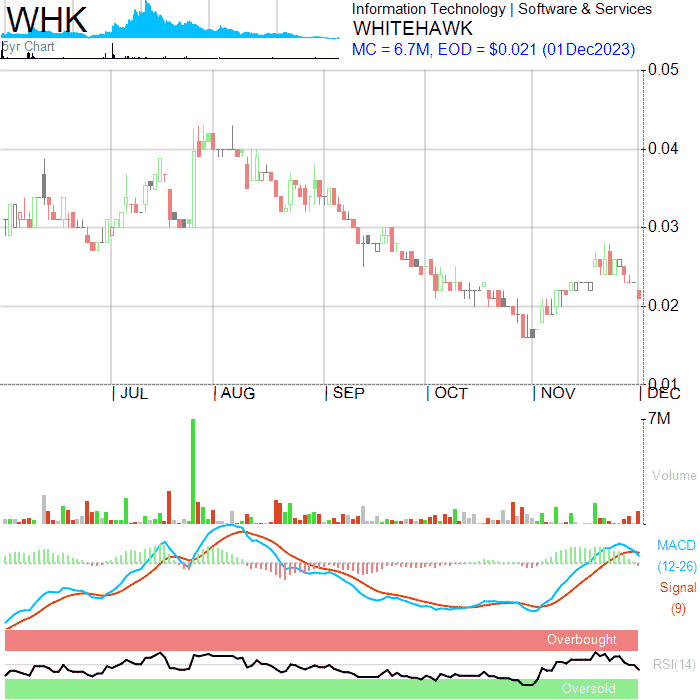 WHK
5yr Chart
Information Technology | Software & Services
WHITEHAWK
MC = 6.7M, EOD = $0.021 (01Dec2023)
0.05
0.04
0.03
0.02
0.01
JUL
AUG
SEP
OCT
NOV
DEC
7M
Volume
MACD
(12-26)
Signal
(9)
Overbought
RSI(14)
Oversold